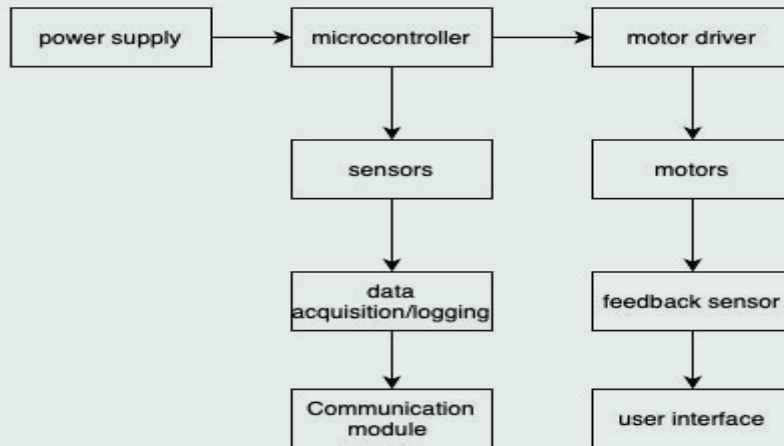 power supply
microcontroller
motor driver
sensors
motors
data
acquisition/logging
feedback sensor
Communication
module
user interface